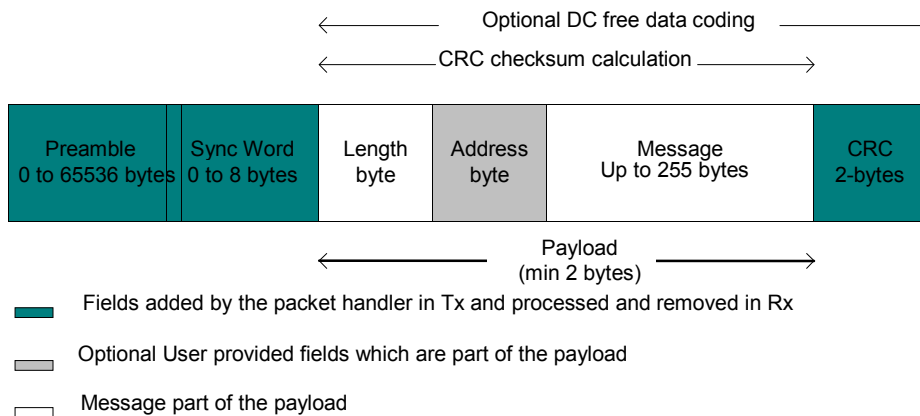 Optional DC free data coding
CRC checksum calculation
Preamble
0 to 65536 bytes
Sync Word
0 to 8 bytes
Length
byte
Address
byte
Message
Up to 255 bytes
CRC
2-bytes
Payload
(min 2 bytes)
Fields added by the packet handler in Tx and processed and removed in Rx
Optional User provided fields which are part of the payload
Message part of the payload